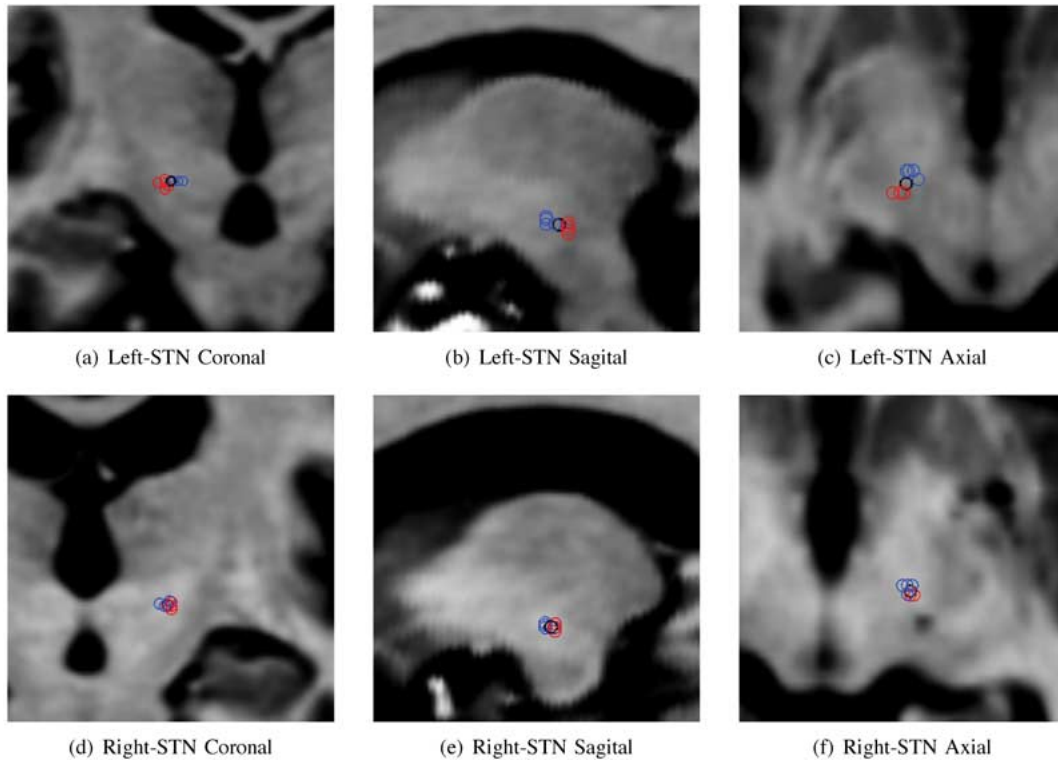 (a) Left-STN Coronal
(b) Left-STN Sagital
(c) Left-STN Axial
(d) Right-STN Coronal
(e) Right-STN Sagital
(f) Right-STN Axial